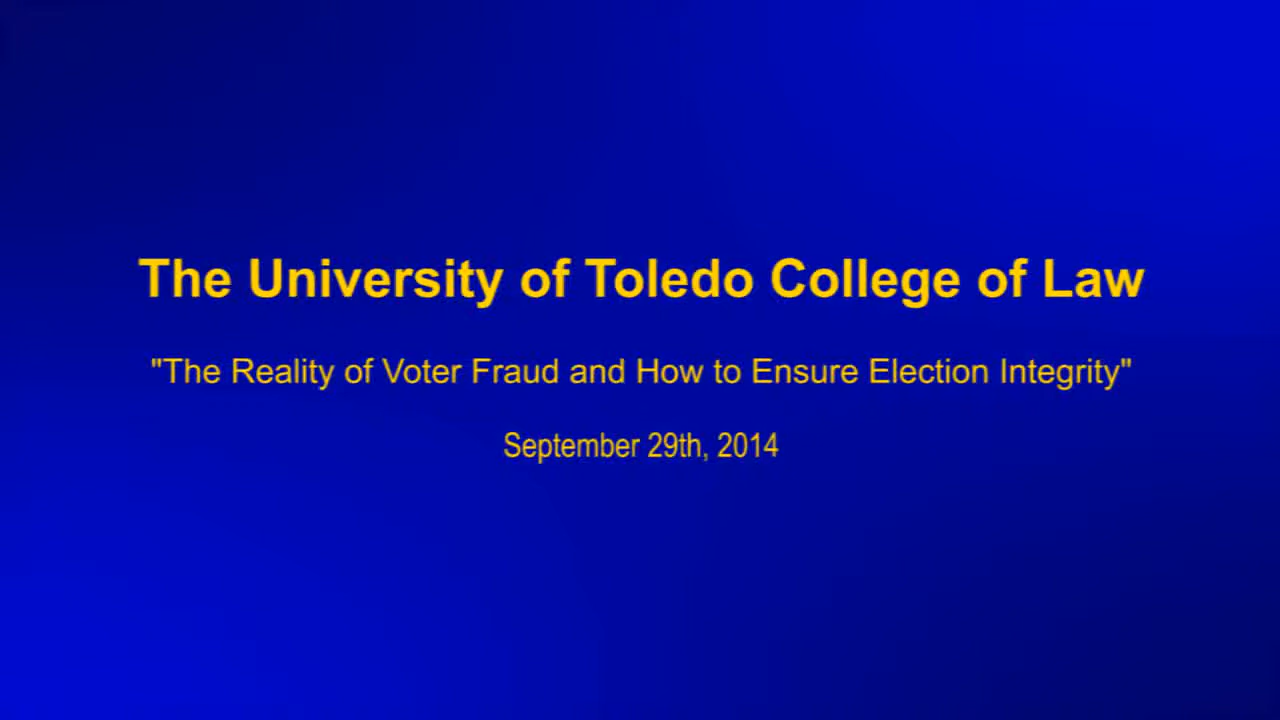 The University of Toledo College of Law
"The Reality of Voter Fraud and How to Ensure Election Integrity"
September 29th, 2014